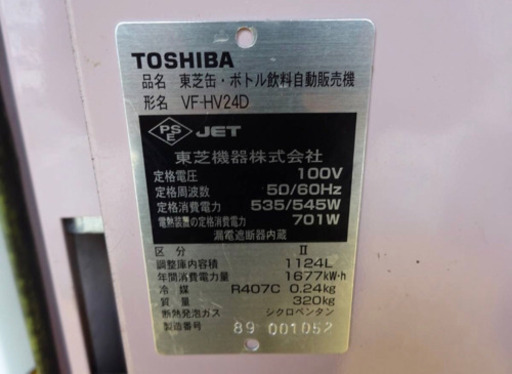 TOSHIBA
品名 東芝缶・ボトル飲料自動販売機
形名 VF-HV24D
PSE JET
東芝機器株式会社
定格電圧 100V
定格周波数 50/60Hz
定格消費電力 535/545W
電熱装置の定格消費電力 701W
漏電遮断器内蔵
区分 Ⅱ
調整庫内容積 1124L
年間消費電力量 1677kW・h
冷媒 R407C 0.24kg
質量 320kg
断熱発泡ガス シクロペンタン
製造番号 89 001052